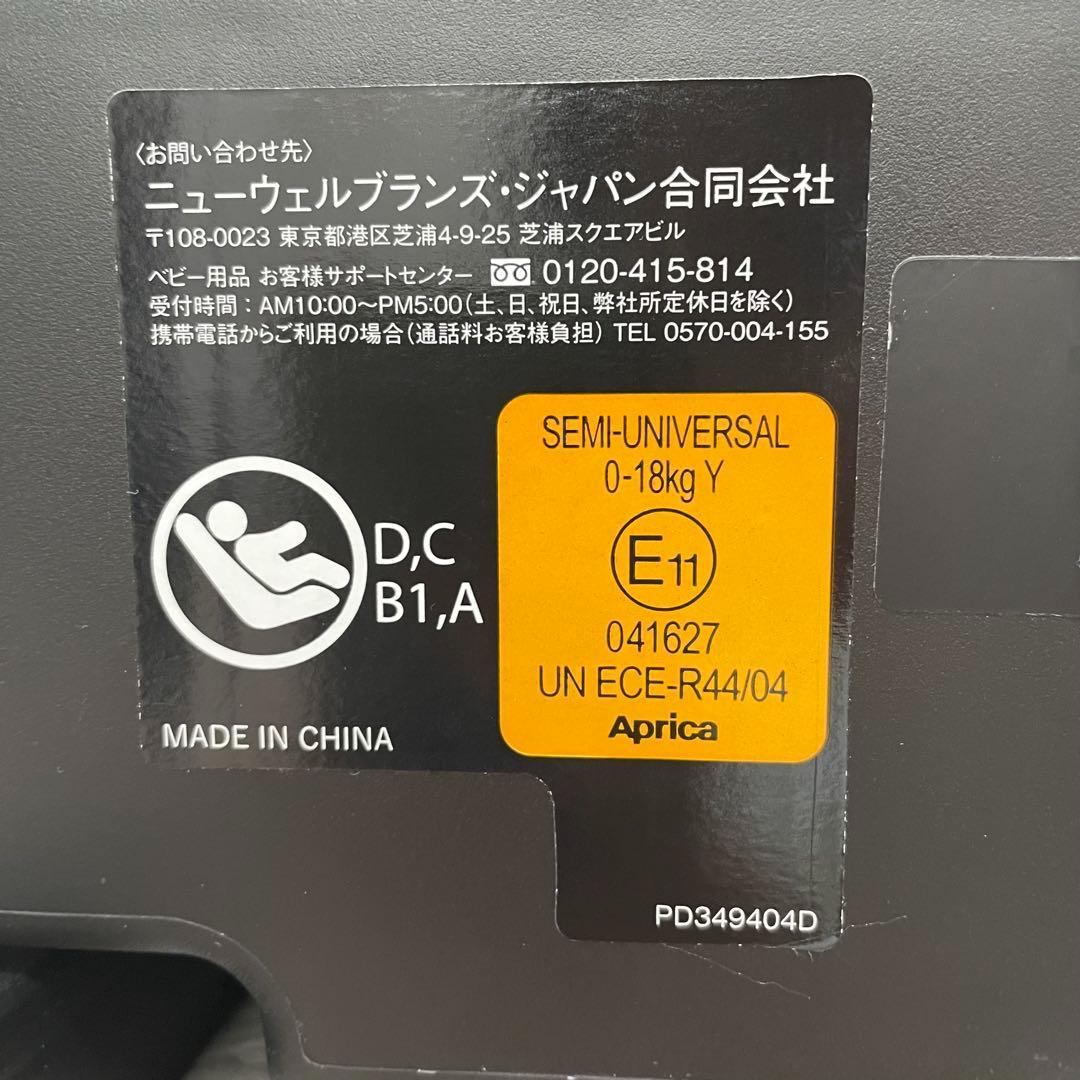 〈お問い合わせ先〉
ニューウェルブランズ・ジャパン合同会社
〒108-0023 東京都港区芝浦4-9-25 芝浦スクエアビル
ベビー用品 お客様サポートセンター 0120-415-814
受付時間：AM10:00〜PM5:00（土、日、祝日、弊社所定休日を除く）
携帯電話からご利用の場合（通話料お客様負担） TEL 0570-004-155
SEMI-UNIVERSAL
0-18kg Y
E11
041627
UN ECE-R44/04
Aprica
D,C
B1,A
MADE IN CHINA
PD349404D